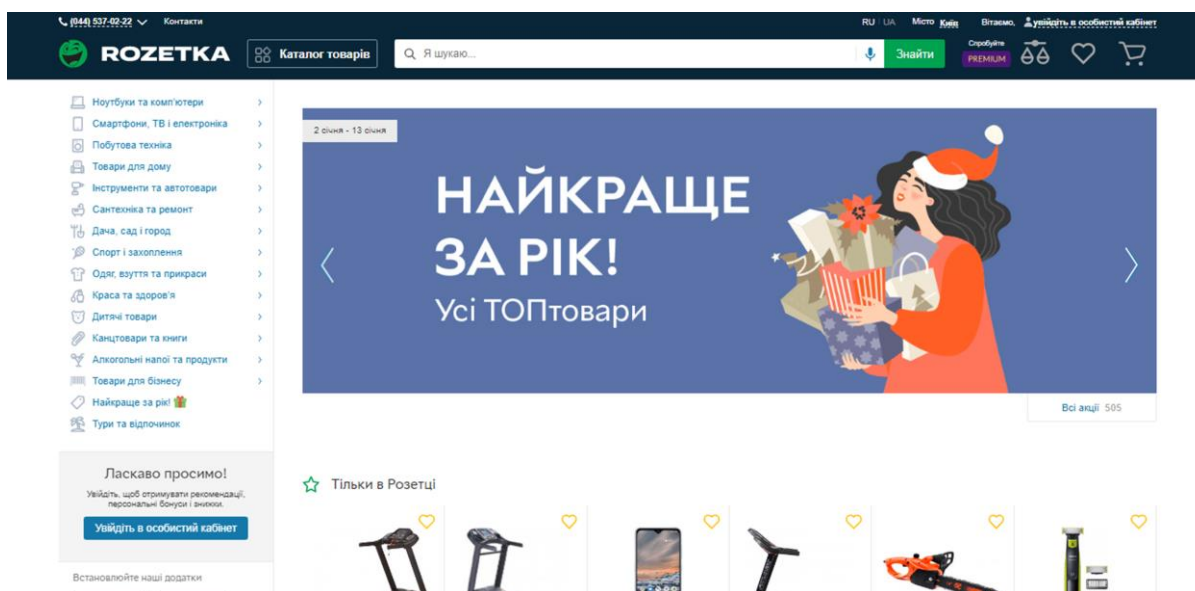 (044) 537-02-22 Контакти RU UA Місто Київ Вітаємо, увійдіть в особистий кабінет
ROZETKA Каталог товарів Я шукаю... Знайти Спробуйте PREMIUM
Ноутбуки та комп'ютери
Смартфони, ТВ і електроніка
Побутова техніка
Товари для дому
Інструменти та автотовари
Сантехніка та ремонт
Дача, сад і город
Спорт і захоплення
Одяг, взуття та прикраси
Краса та здоров'я
Дитячі товари
Канцтовари та книги
Алкогольні напої та продукти
Товари для бізнесу
Найкраще за рік!
Тури та відпочинок
2 січня - 13 січня
НАЙКРАЩЕ
ЗА РІК!
Усі ТОПтовари
Всі акції 505
Ласкаво просимо!
Увійдіть, щоб отримувати рекомендації,
персональні бонуси і знижки.
Увійдіть в особистий кабінет
Встановлюйте наші додатки
Тільки в Розетці